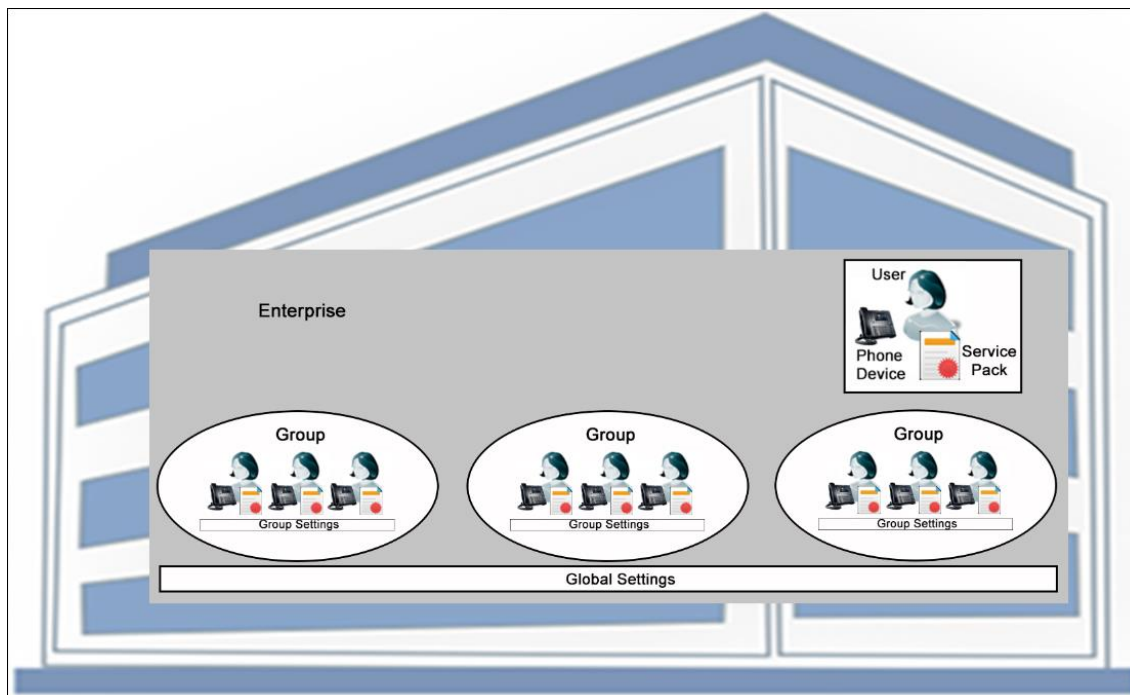 Enterprise
User
Phone
Device
Service
Pack
Group
Group Settings
Group
Group Settings
Group
Group Settings
Global Settings